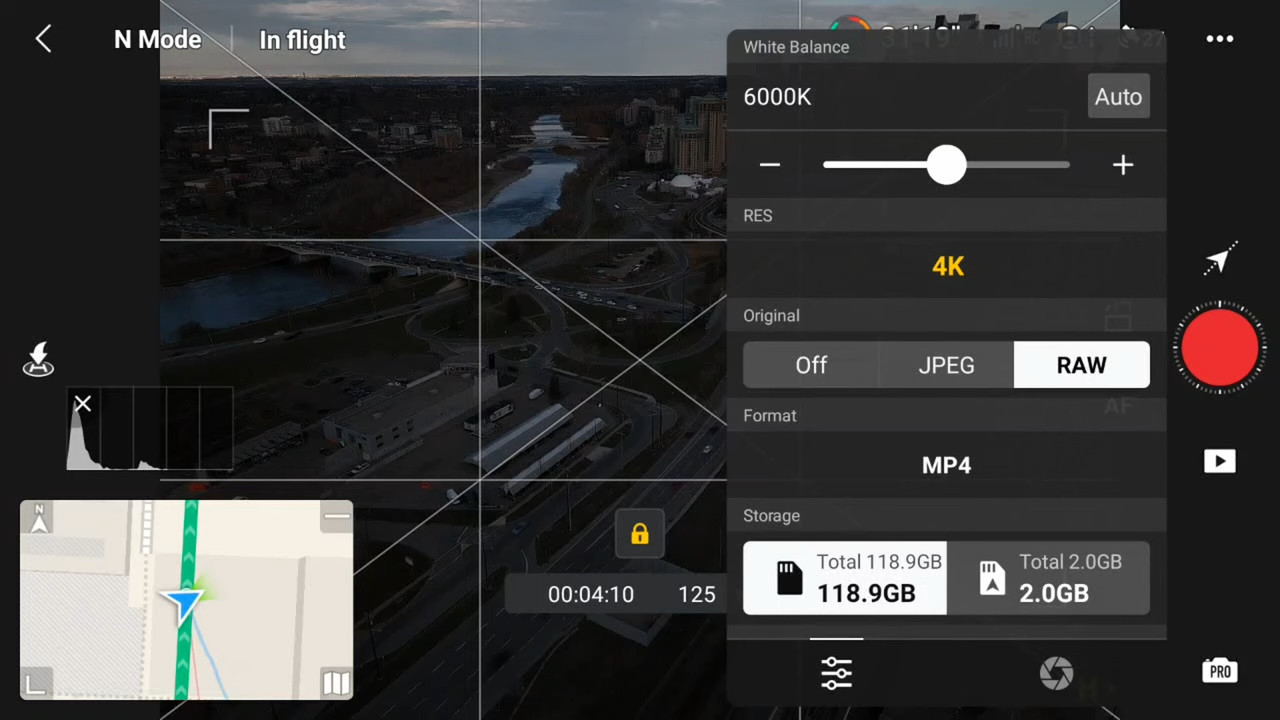 N Mode
In flight
White Balance
6000K
Auto
RES
4K
Original
Off
JPEG
RAW
Format
MP4
Storage
Total 118.9GB
118.9GB
Total 2.0GB
2.0GB
00:04:10
125
N
AF
PRO